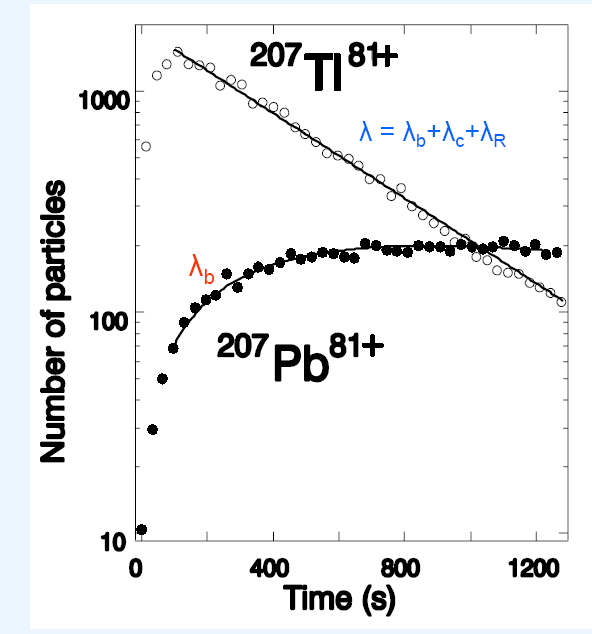 207Tl81+
1000
λ = λb+λc+λR
Number of particles
λb
100
207Pb81+
10
0 400 800 1200
Time (s)